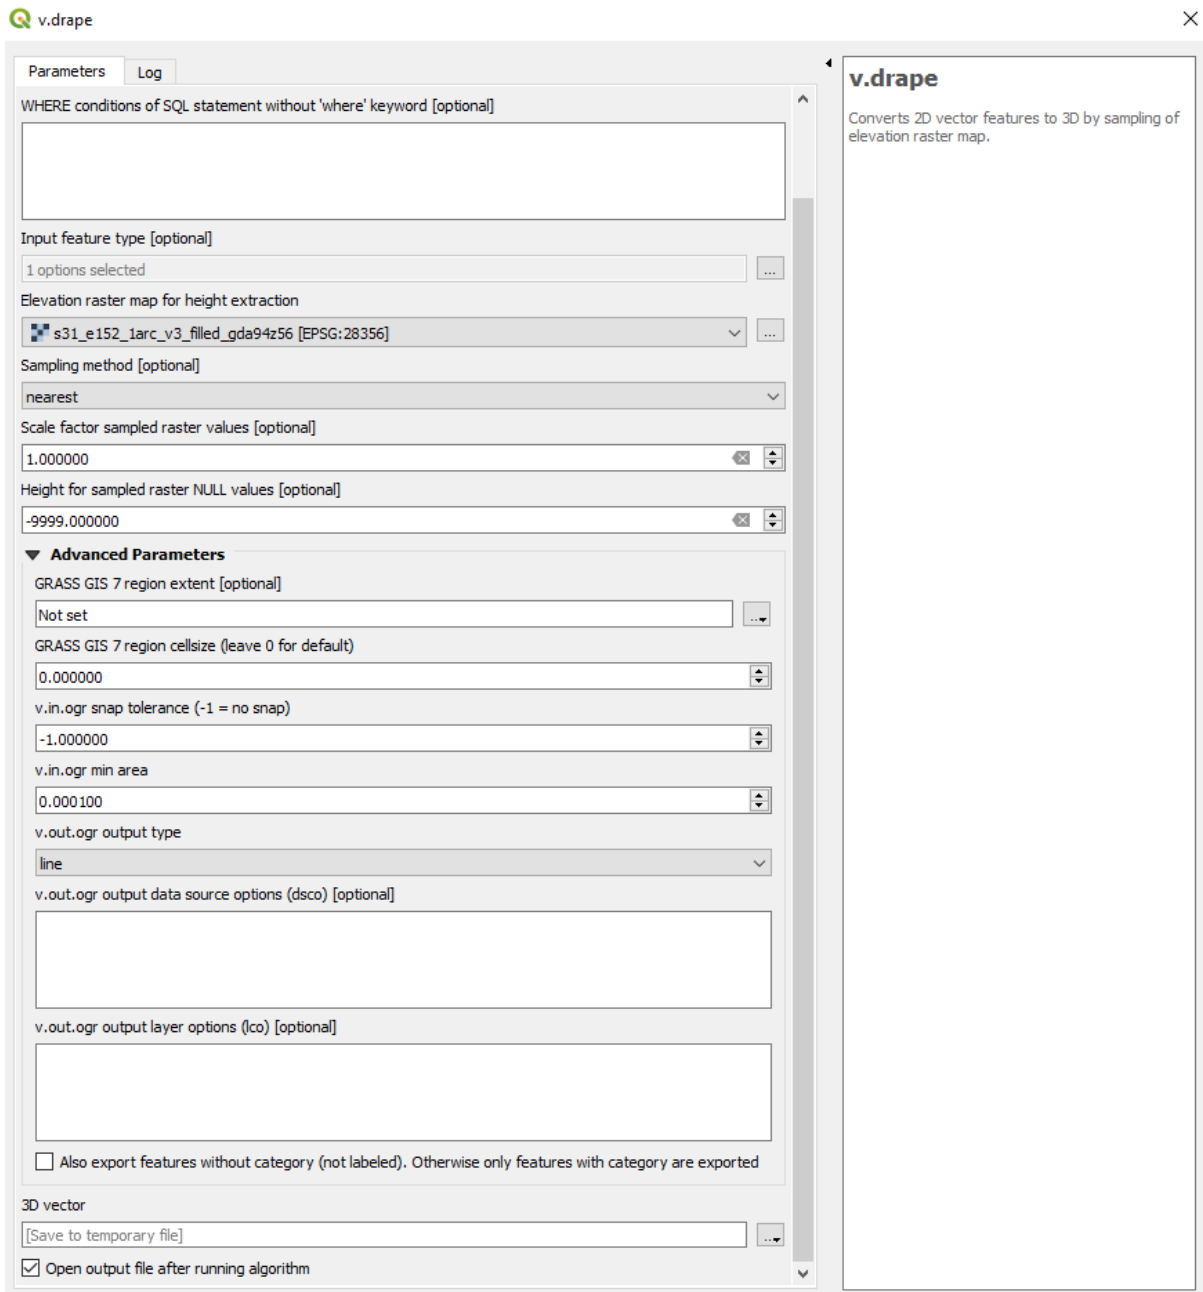 v.drape
Parameters
Log
WHERE conditions of SQL statement without 'where' keyword [optional]
Input feature type [optional]
1 options selected
...
Elevation raster map for height extraction
s31_e152_1arc_v3_filled_gda94z56 [EPSG:28356]
...
Sampling method [optional]
nearest
Scale factor sampled raster values [optional]
1.000000
Height for sampled raster NULL values [optional]
-9999.000000
Advanced Parameters
GRASS GIS 7 region extent [optional]
Not set
...
GRASS GIS 7 region cellsize (leave 0 for default)
0.000000
v.in.ogr snap tolerance (-1 = no snap)
-1.000000
v.in.ogr min area
0.000100
v.out.ogr output type
line
v.out.ogr output data source options (dsco) [optional]
v.out.ogr output layer options (lco) [optional]
Also export features without category (not labeled). Otherwise only features with category are exported
3D vector
[Save to temporary file]
...
Open output file after running algorithm
v.drape
Converts 2D vector features to 3D by sampling of
elevation raster map.